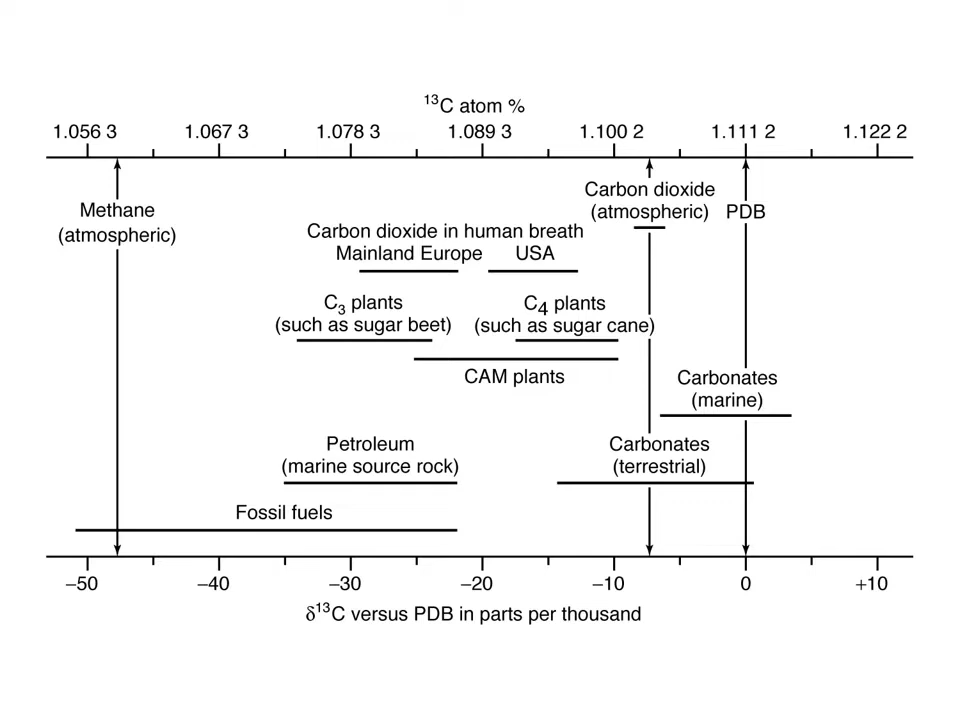 ¹³C atom %
1.056 3 1.067 3 1.078 3 1.089 3 1.100 2 1.111 2 1.122 2
Carbon dioxide
(atmospheric)
PDB
Methane
(atmospheric)
Carbon dioxide in human breath
Mainland Europe USA
C₃ plants
(such as sugar beet)
C₄ plants
(such as sugar cane)
CAM plants
Carbonates
(marine)
Petroleum
(marine source rock)
Carbonates
(terrestrial)
Fossil fuels
−50 −40 −30 −20 −10 0 +10
δ¹³C versus PDB in parts per thousand